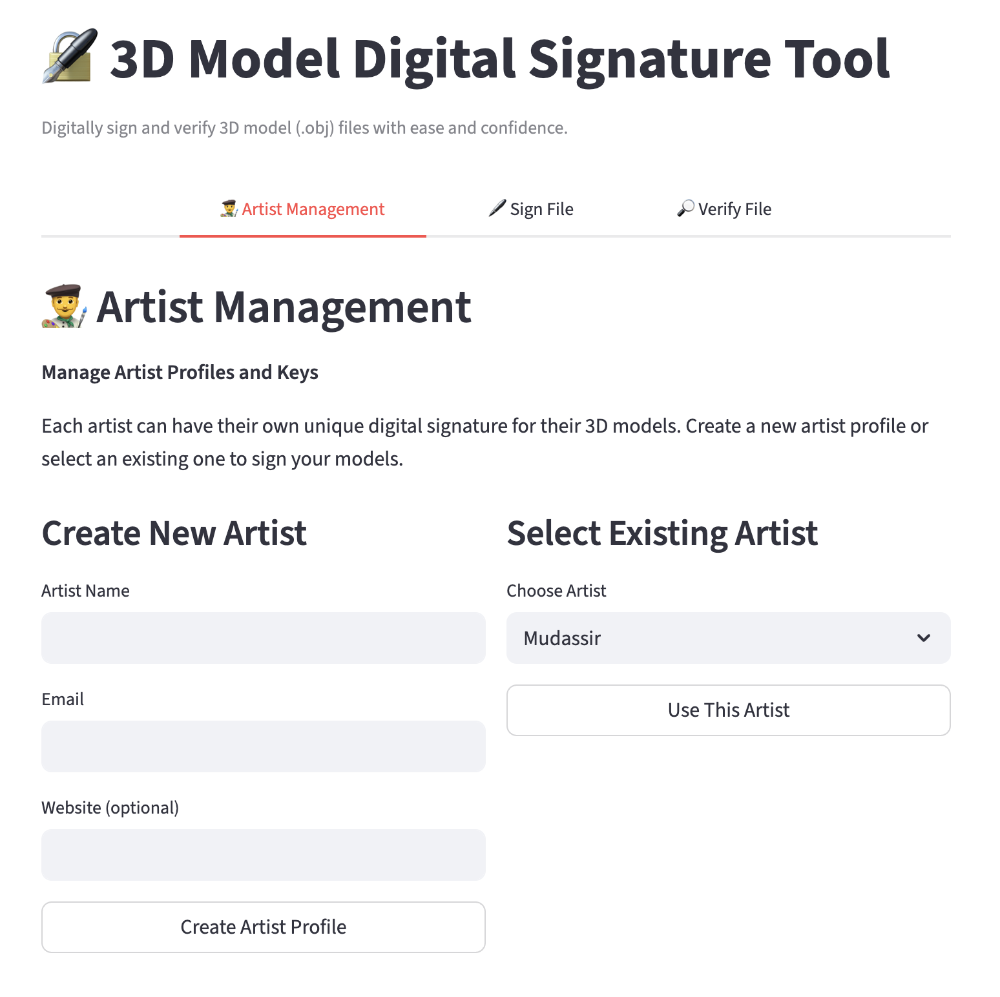 3D Model Digital Signature Tool
Digitally sign and verify 3D model (.obj) files with ease and confidence.
Artist Management
Sign File
Verify File
Artist Management
Manage Artist Profiles and Keys
Each artist can have their own unique digital signature for their 3D models. Create a new artist profile or
select an existing one to sign your models.
Create New Artist
Artist Name
Email
Website (optional)
Create Artist Profile
Select Existing Artist
Choose Artist
Mudassir
Use This Artist